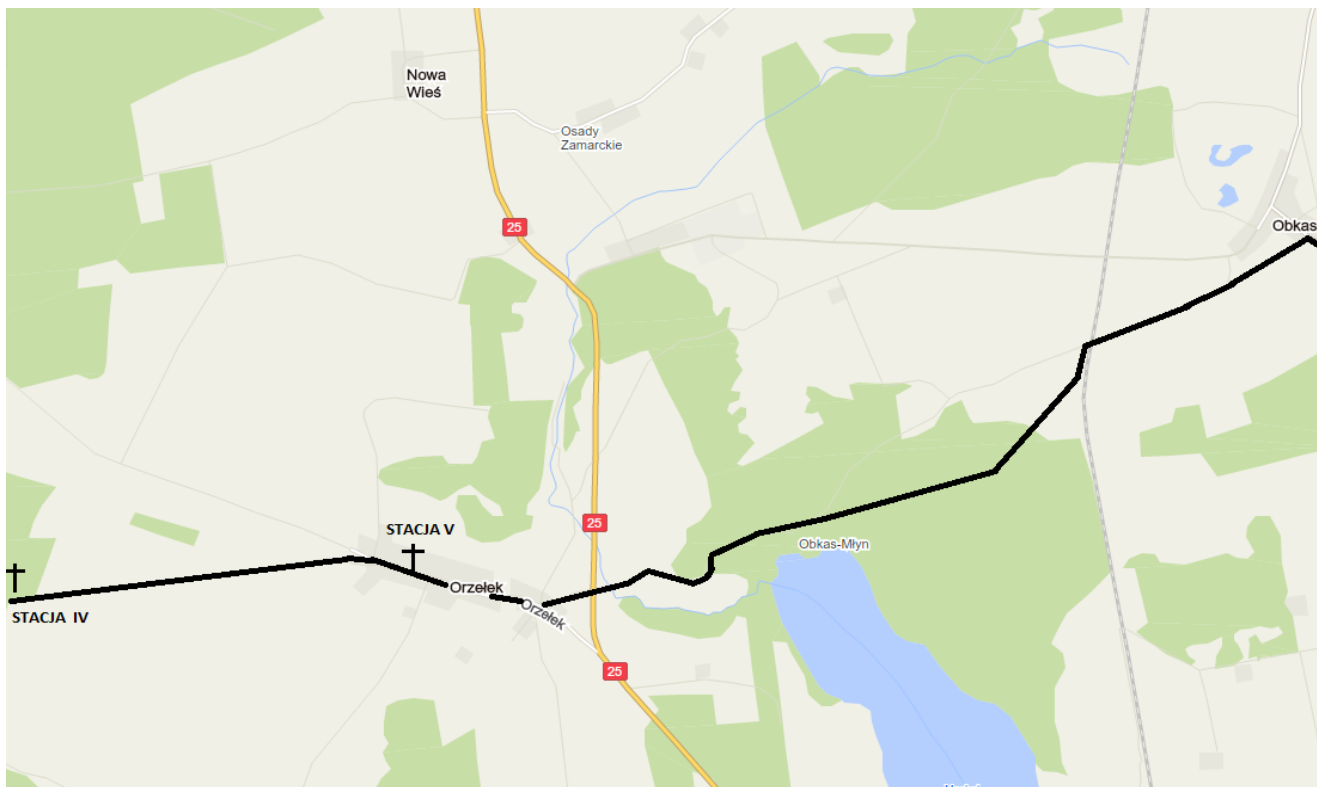 Nowa
Wieś
Osady
Zamarckie
25
Obkas
STACJA V
25
Obkas-Młyn
Orzełek
Orzełek
STACJA IV
25